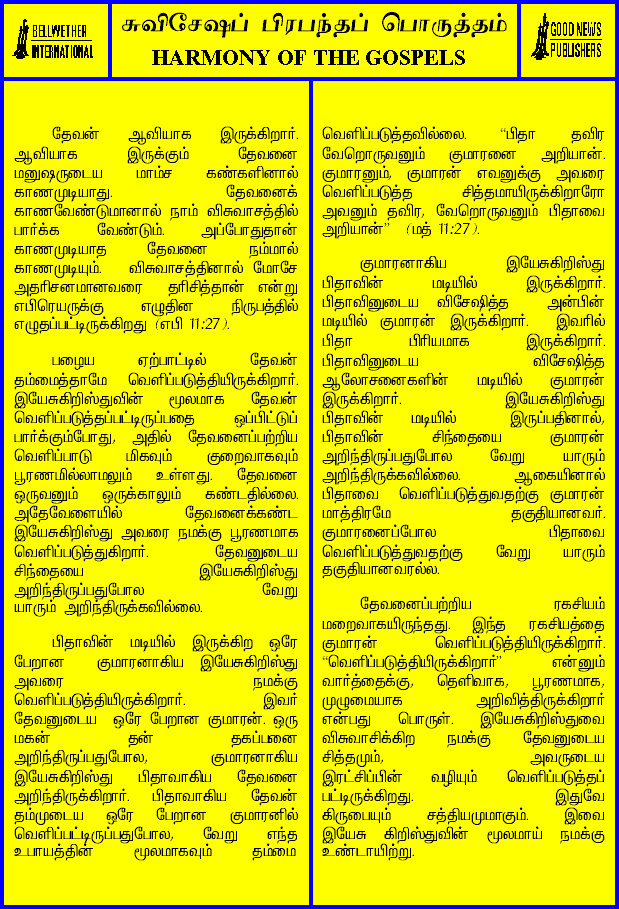 BELLWETHER
INTERNATIONAL
சுவிசேஷப் பிரபந்தப் பொருத்தம்
HARMONY OF THE GOSPELS
GOOD NEWS
PUBLISHERS
தேவன் ஆவியாக இருக்கிறார்.
ஆவியாக இருக்கும் தேவனை
மனுஷருடைய மாம்ச கண்களினால்
காணமுடியாது. தேவனைக்
காணவேண்டுமானால் நாம் விசுவாசத்தில்
பார்க்க வேண்டும். அப்போதுதான்
காணமுடியாத தேவனை நம்மால்
காணமுடியும். விசுவாசத்தினால் மோசே
அதரிசனமானவரை தரிசித்தான் என்று
எபிரெயருக்கு எழுதின நிருபத்தில்
எழுதப்பட்டிருக்கிறது (எபி 11:27).
பழைய ஏற்பாட்டில் தேவன்
தம்மைத்தாமே வெளிப்படுத்தியிருக்கிறார்.
இயேசுகிறிஸ்துவின் மூலமாக தேவன்
வெளிப்படுத்தப்பட்டிருப்பதை ஒப்பிட்டுப்
பார்க்கும்போது, அதில் தேவனைப்பற்றிய
வெளிப்பாடு மிகவும் குறைவாகவும்
பூரணமில்லாமலும் உள்ளது. தேவனை
ஒருவனும் ஒருக்காலும் கண்டதில்லை.
அதேவேளையில் தேவனைக்கண்ட
இயேசுகிறிஸ்து அவரை நமக்கு பூரணமாக
வெளிப்படுத்துகிறார். தேவனுடைய
சிந்தையை இயேசுகிறிஸ்து
அறிந்திருப்பதுபோல வேறு
யாரும் அறிந்திருக்கவில்லை.
பிதாவின் மடியில் இருக்கிற ஒரே
பேறான குமாரனாகிய இயேசுகிறிஸ்து
அவரை நமக்கு
வெளிப்படுத்தியிருக்கிறார். இவர்
தேவனுடைய ஒரே பேறான குமாரன். ஒரு
மகன் தன் தகப்பனை
அறிந்திருப்பதுபோல, குமாரனாகிய
இயேசுகிறிஸ்து பிதாவாகிய தேவனை
அறிந்திருக்கிறார். பிதாவாகிய தேவன்
தம்முடைய ஒரே பேறான குமாரனில்
வெளிப்பட்டிருப்பதுபோல, வேறு எந்த
உபாயத்தின் மூலமாகவும் தம்மை
வெளிப்படுத்தவில்லை. “பிதா தவிர
வேறொருவனும் குமாரனை அறியான்.
குமாரனும், குமாரன் எவனுக்கு அவரை
வெளிப்படுத்த சித்தமாயிருக்கிறாரோ
அவனும் தவிர, வேறொருவனும் பிதாவை
அறியான்” (மத் 11:27).
குமாரனாகிய இயேசுகிறிஸ்து
பிதாவின் மடியில் இருக்கிறார்.
பிதாவினுடைய விசேஷித்த அன்பின்
மடியில் குமாரன் இருக்கிறார். இவரில்
பிதா பிரியமாக இருக்கிறார்.
பிதாவினுடைய விசேஷித்த
ஆலோசனைகளின் மடியில் குமாரன்
இருக்கிறார். இயேசுகிறிஸ்து
பிதாவின் மடியில் இருப்பதினால்,
பிதாவின் சிந்தையை குமாரன்
அறிந்திருப்பதுபோல வேறு யாரும்
அறிந்திருக்கவில்லை. ஆகையினால்
பிதாவை வெளிப்படுத்துவதற்கு குமாரன்
மாத்திரமே தகுதியானவர்.
குமாரனைப்போல பிதாவை
வெளிப்படுத்துவதற்கு வேறு யாரும்
தகுதியானவரல்ல.
தேவனைப்பற்றிய ரகசியம்
மறைவாகயிருந்தது. இந்த ரகசியத்தை
குமாரன் வெளிப்படுத்தியிருக்கிறார்.
“வெளிப்படுத்தியிருக்கிறார்” என்னும்
வார்த்தைக்கு, தெளிவாக, பூரணமாக,
முழுமையாக அறிவித்திருக்கிறார்
என்பது பொருள். இயேசுகிறிஸ்துவை
விசுவாசிக்கிற நமக்கு தேவனுடைய
சித்தமும், அவருடைய
இரட்சிப்பின் வழியும் வெளிப்படுத்தப்
பட்டிருக்கிறது. இதுவே
கிருபையும் சத்தியமுமாகும். இவை
இயேசு கிறிஸ்துவின் மூலமாய் நமக்கு
உண்டாயிற்று.